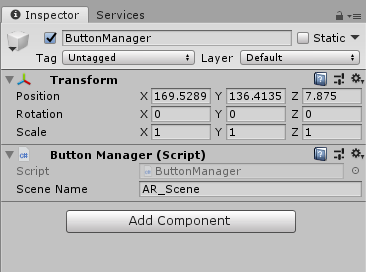 Inspector Services
ButtonManager Static
Tag Untagged Layer Default
Transform
Position X 169.5289 Y 136.4135 Z 7.875
Rotation X 0 Y 0 Z 0
Scale X 1 Y 1 Z 1
Button Manager (Script)
Script ButtonManager
Scene Name AR_Scene
Add Component